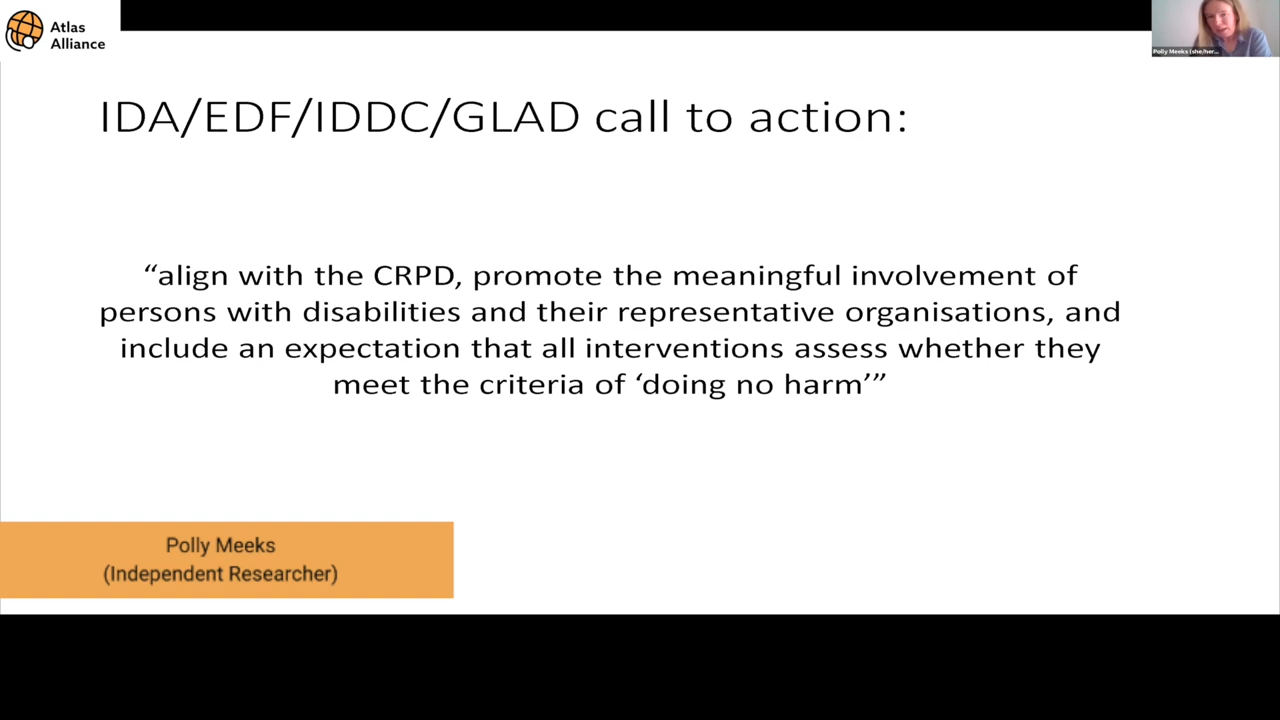 Atlas
Alliance
Polly Meeks (she/her...
IDA/EDF/IDDC/GLAD call to action:
“align with the CRPD, promote the meaningful involvement of
persons with disabilities and their representative organisations, and
include an expectation that all interventions assess whether they
meet the criteria of ‘doing no harm’”
Polly Meeks
(Independent Researcher)